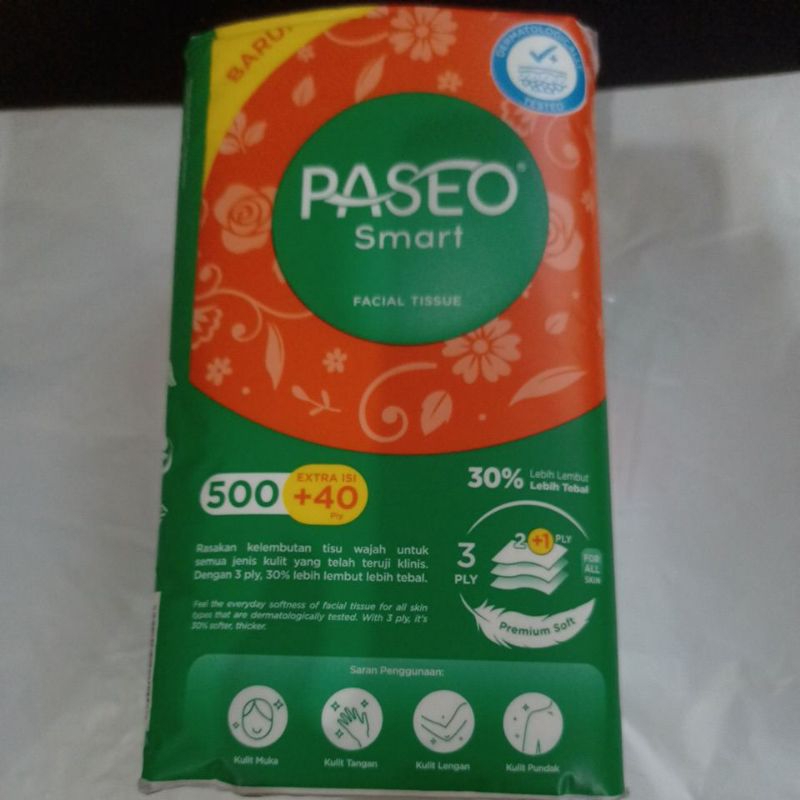 BARU!
DERMATOLOGICALLY
TESTED
PASEO®
Smart
FACIAL TISSUE
500
EXTRA ISI
+40
Ply
30% Lebih Lembut
Lebih Tebal
Rasakan kelembutan tisu wajah untuk
semua jenis kulit yang telah teruji klinis.
Dengan 3 ply, 30% lebih lembut lebih tebal.
Feel the everyday softness of facial tissue for all skin
types that are dermatologically tested. With 3 ply, it's
30% softer, thicker.
3
PLY
2 +1 PLY
FOR
ALL
SKIN
Premium Soft
Saran Penggunaan:
Kulit Muka
Kulit Tangan
Kulit Lengan
Kulit Pundak